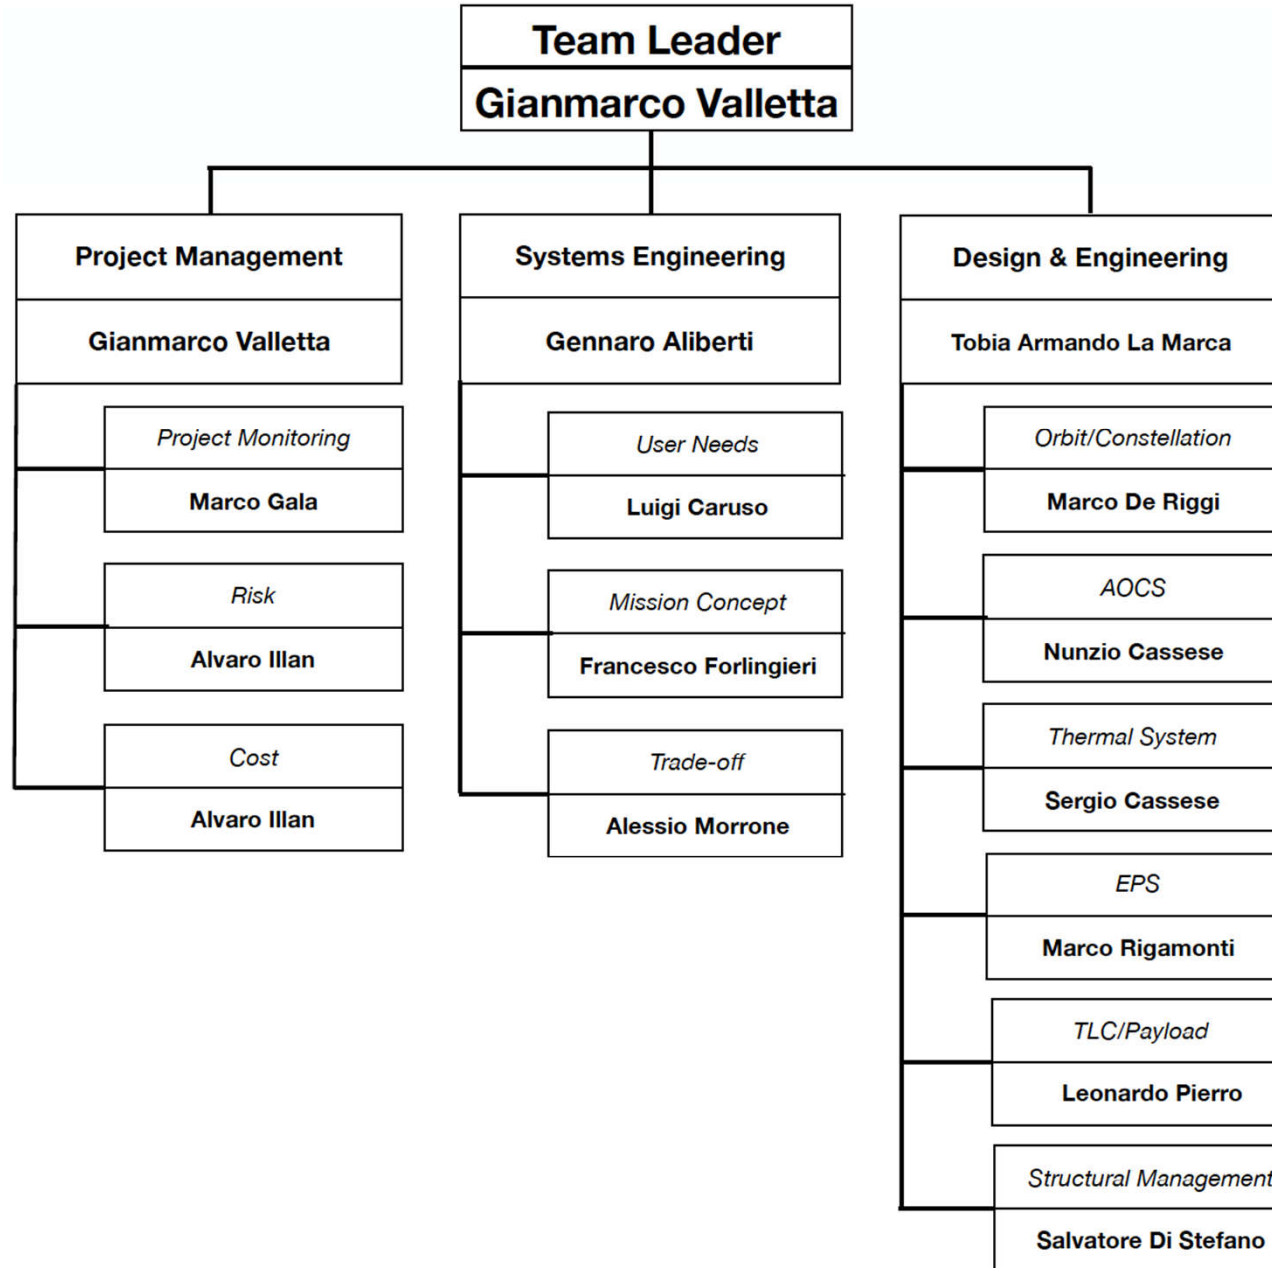 Team Leader
Gianmarco Valletta
Project Management
Gianmarco Valletta
Project Monitoring
Marco Gala
Risk
Alvaro Illan
Cost
Alvaro Illan
Systems Engineering
Gennaro Aliberti
User Needs
Luigi Caruso
Mission Concept
Francesco Forlingieri
Trade-off
Alessio Morrone
Design & Engineering
Tobia Armando La Marca
Orbit/Constellation
Marco De Riggi
AOCS
Nunzio Cassese
Thermal System
Sergio Cassese
EPS
Marco Rigamonti
TLC/Payload
Leonardo Pierro
Structural Management
Salvatore Di Stefano